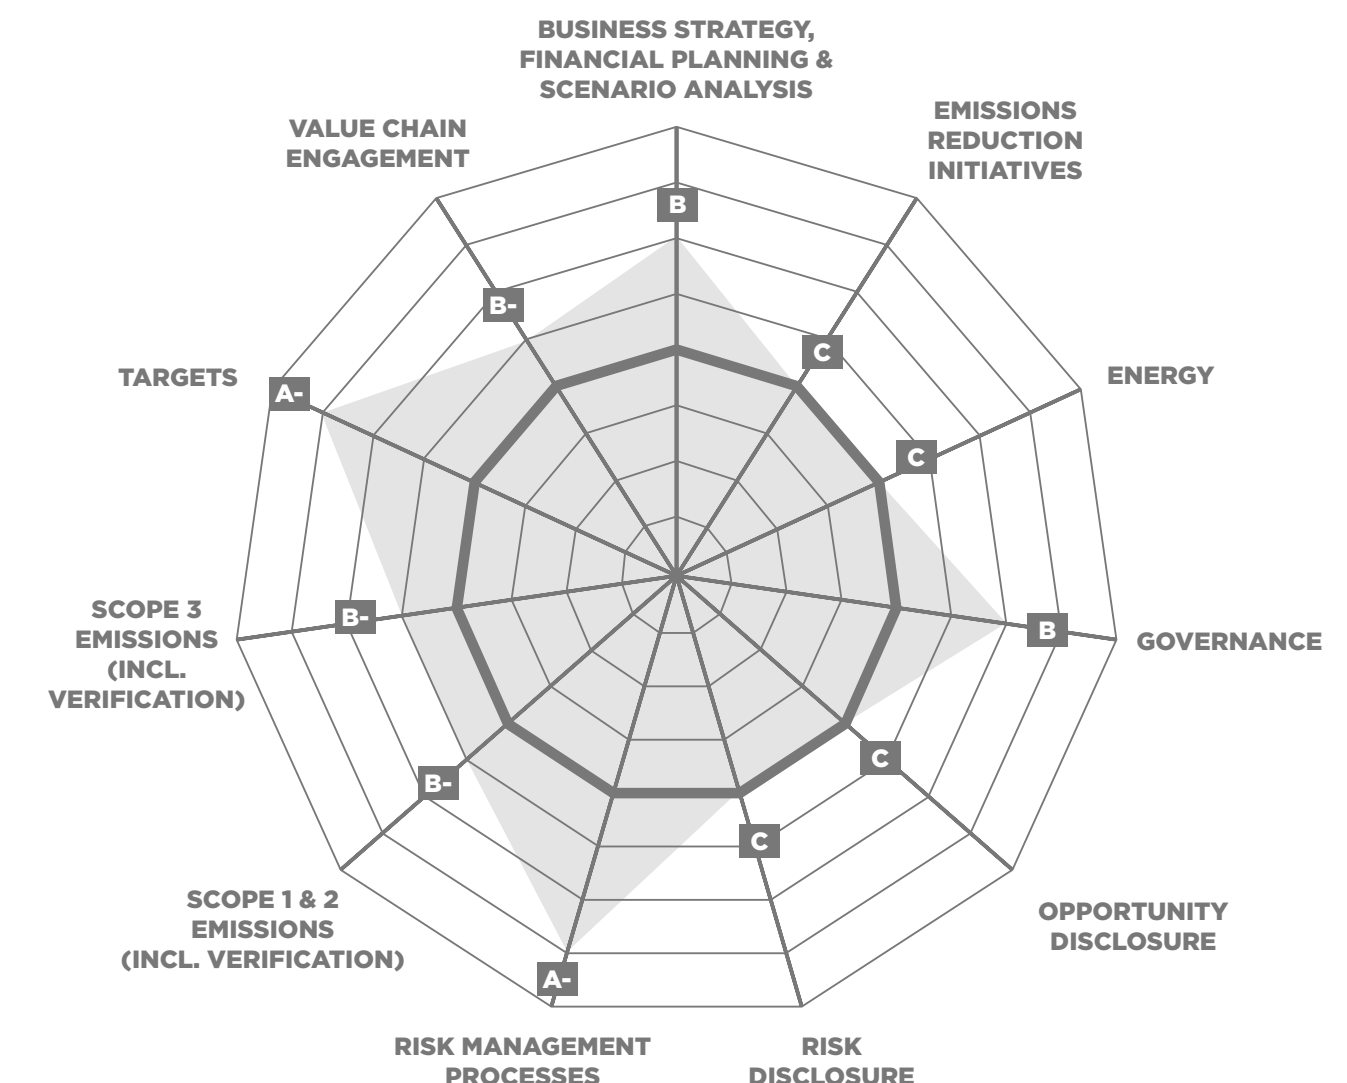 BUSINESS STRATEGY,
FINANCIAL PLANNING &
SCENARIO ANALYSIS
EMISSIONS
REDUCTION
INITIATIVES
VALUE CHAIN
ENGAGEMENT
B
B-
C
TARGETS
A-
ENERGY
C
SCOPE 3
EMISSIONS
(INCL.
VERIFICATION)
B-
B
GOVERNANCE
B-
C
SCOPE 1 & 2
EMISSIONS
(INCL. VERIFICATION)
C
OPPORTUNITY
DISCLOSURE
A-
RISK MANAGEMENT
PROCESSES
RISK
DISCLOSURE